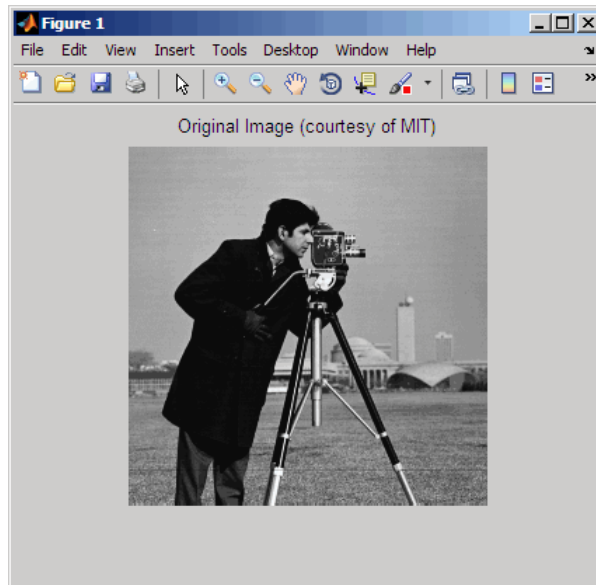 Figure 1
File Edit View Insert Tools Desktop Window Help
Original Image (courtesy of MIT)